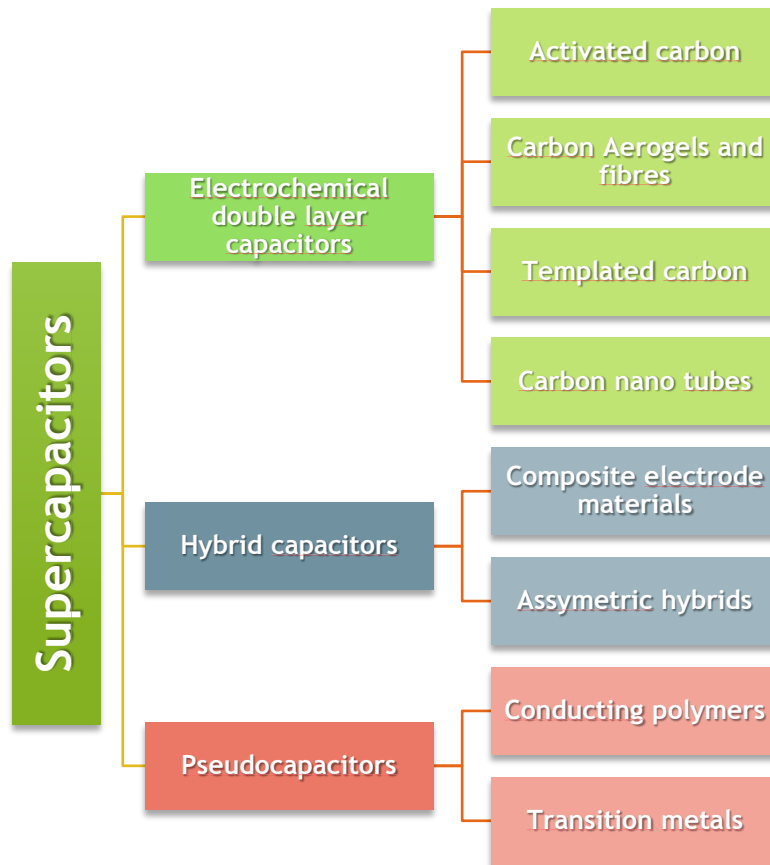 Supercapacitors
Electrochemical
double layer
capacitors
Activated carbon
Carbon Aerogels and
fibres
Templated carbon
Carbon nano tubes
Hybrid capacitors
Composite electrode
materials
Assymetric hybrids
Pseudocapacitors
Conducting polymers
Transition metals